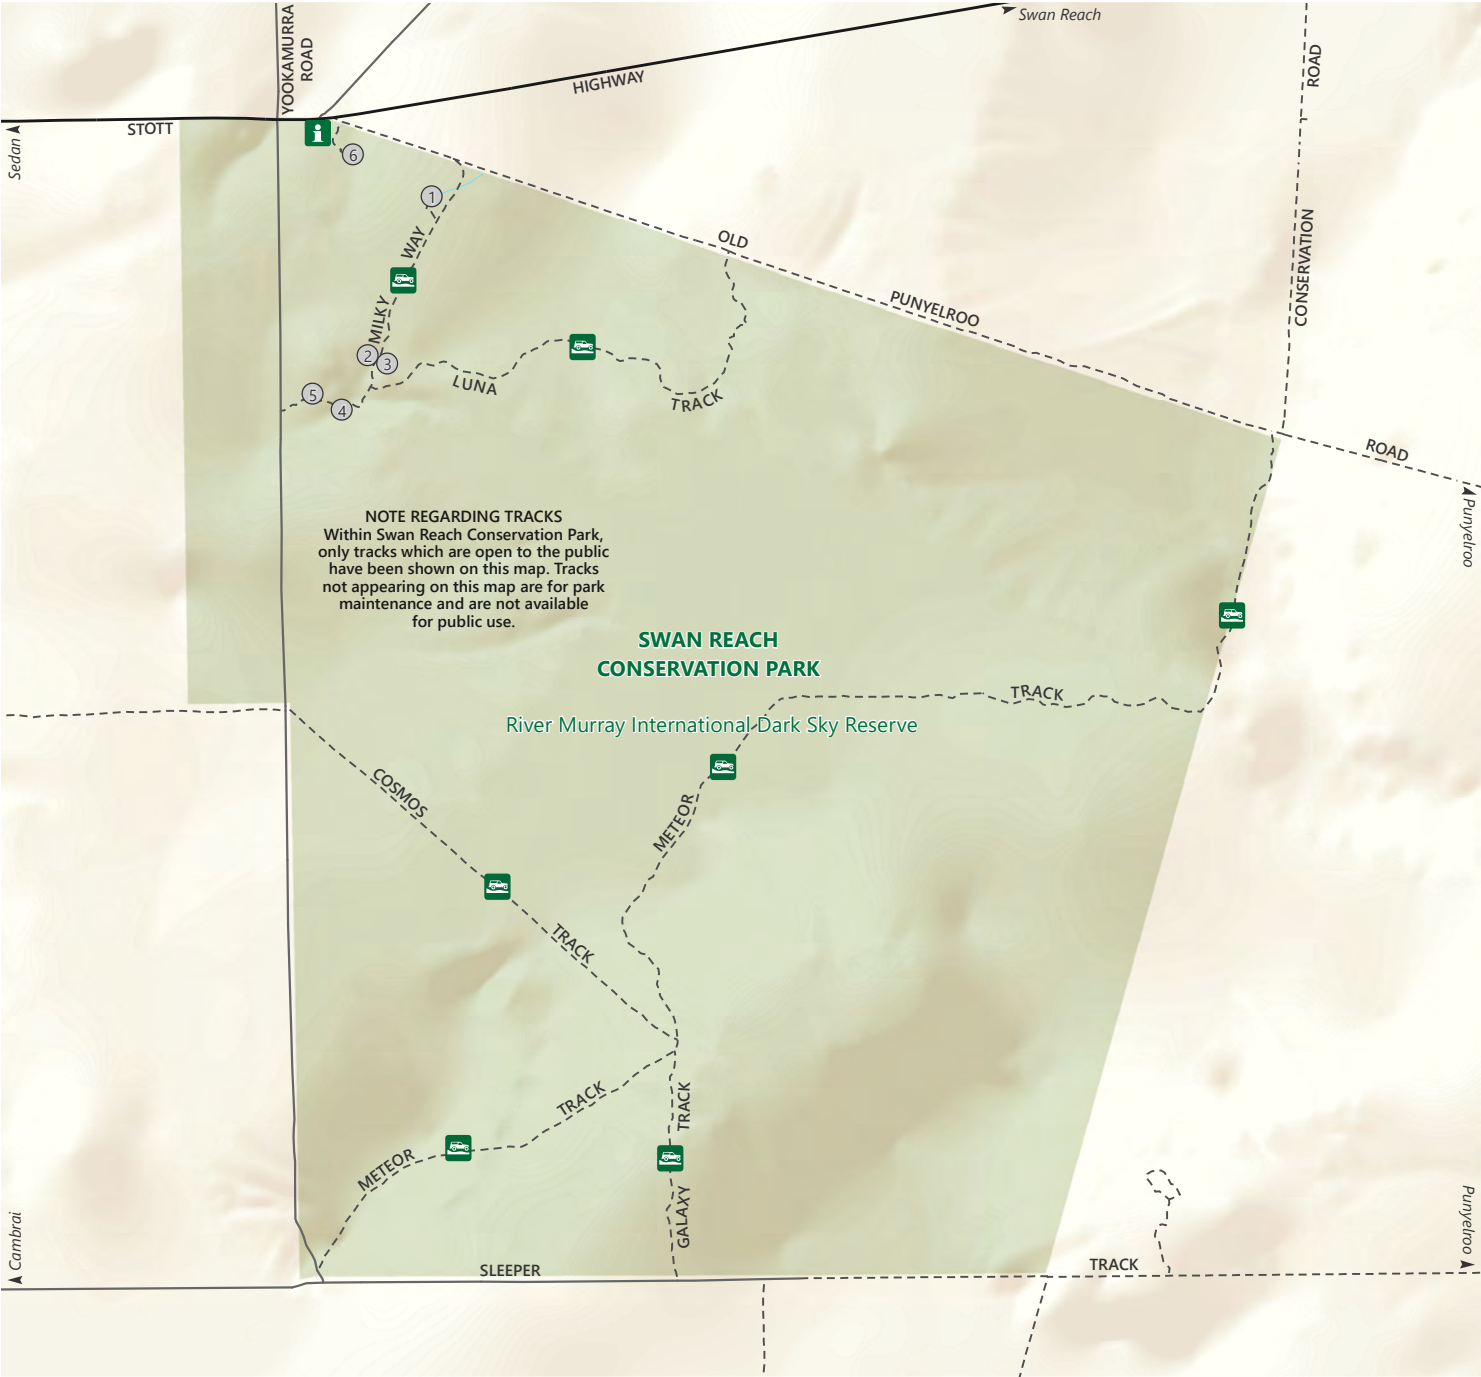 Swan Reach
YOOKAMURRA
ROAD
ROAD
HIGHWAY
STOTT
Sedan
i
6
1
WAY
OLD
CONSERVATION
PUNYELROO
MILKY
2
3
LUNA
TRACK
5
4
ROAD
Punyelroo
NOTE REGARDING TRACKS
Within Swan Reach Conservation Park,
only tracks which are open to the public
have been shown on this map. Tracks
not appearing on this map are for park
maintenance and are not available
for public use.
SWAN REACH
CONSERVATION PARK
TRACK
River Murray International Dark Sky Reserve
COSMOS
METEOR
TRACK
TRACK
TRACK
METEOR
GALAXY
Cambrai
Punyelroo
SLEEPER
TRACK